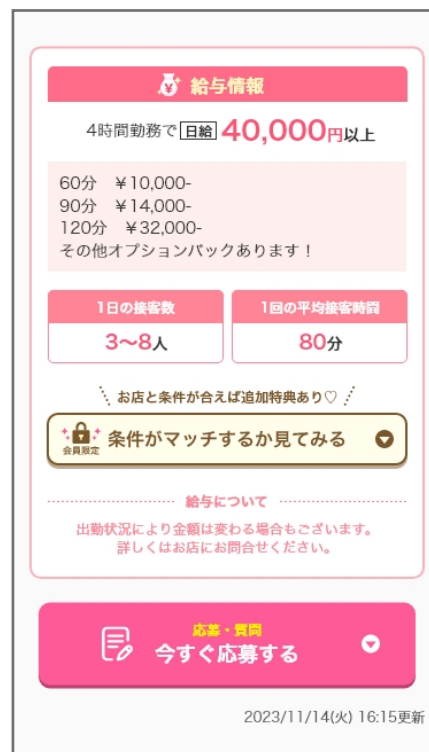 給与情報
4時間勤務で 日給 40,000円以上
60分　￥10,000-
90分　￥14,000-
120分　￥32,000-
その他オプションバックあります！
1日の接客数
3〜8人
1回の平均接客時間
80分
お店と条件が合えば追加特典あり♡
会員限定
条件がマッチするか見てみる
給与について
出勤状況により金額は変わる場合もございます。
詳しくはお店にお問合せください。
応募・質問
今すぐ応募する
2023/11/14(火) 16:15更新